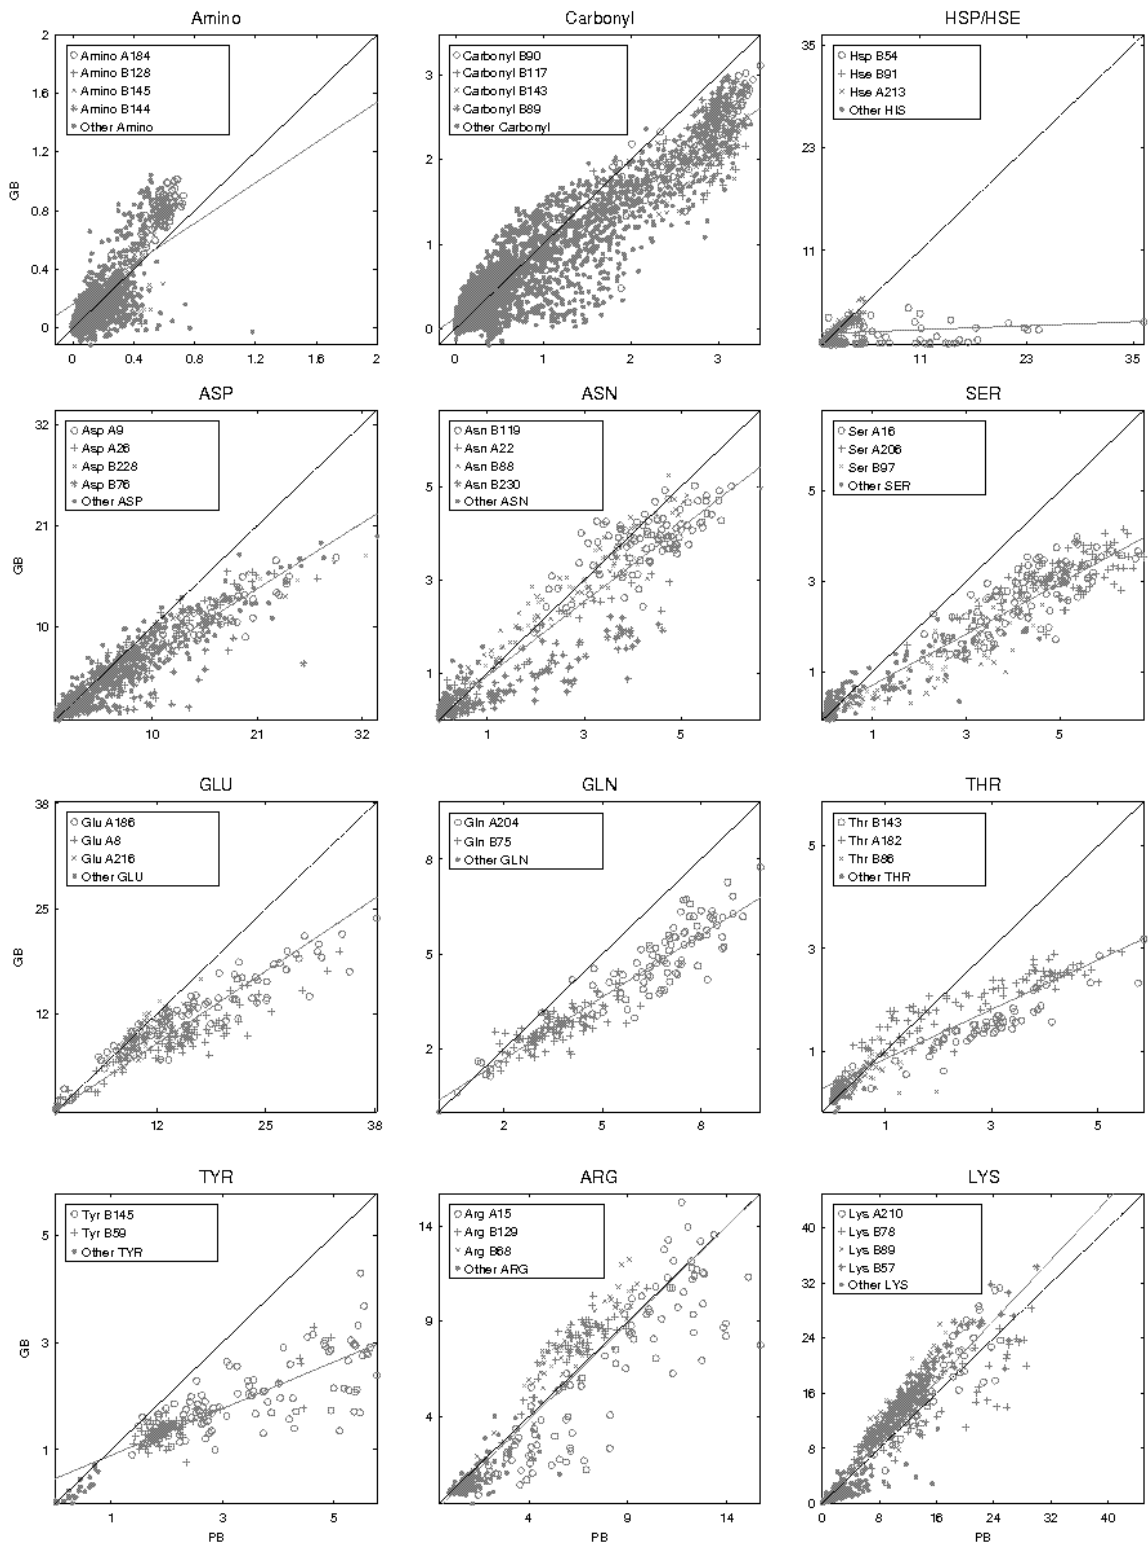 Amino
GB
2
1.6
1.2
0.8
0.4
0
0
0.4
0.8
1.2
1.6
2
Amino A184
Amino B128
Amino B145
Amino B144
Other Amino
Carbonyl
3
2
1
0
0
1
2
3
Carbonyl B90
Carbonyl B117
Carbonyl B143
Carbonyl B89
Other Carbonyl
HSP/HSE
35
23
11
11
23
35
Hsp B54
Hse B91
Hse A213
Other HIS
ASP
GB
32
21
10
10
21
32
Asp A9
Asp A26
Asp B228
Asp B76
Other ASP
ASN
5
3
1
1
3
5
Asn B119
Asn A22
Asn B88
Asn B230
Other ASN
SER
5
3
1
1
3
5
Ser A16
Ser A206
Ser B97
Other SER
GLU
GB
38
25
12
12
25
38
Glu A186
Glu A8
Glu A216
Other GLU
GLN
8
5
2
2
5
8
Gln A204
Gln B75
Other GLN
THR
5
3
1
1
3
5
Thr B143
Thr A182
Thr B86
Other THR
TYR
GB
5
3
1
1
3
5
PB
Tyr B145
Tyr B59
Other TYR
ARG
14
9
4
4
9
14
PB
Arg A15
Arg B129
Arg B68
Other ARG
LYS
40
32
24
16
8
0
0
8
16
24
32
40
PB
Lys A210
Lys B78
Lys B89
Lys B57
Other LYS